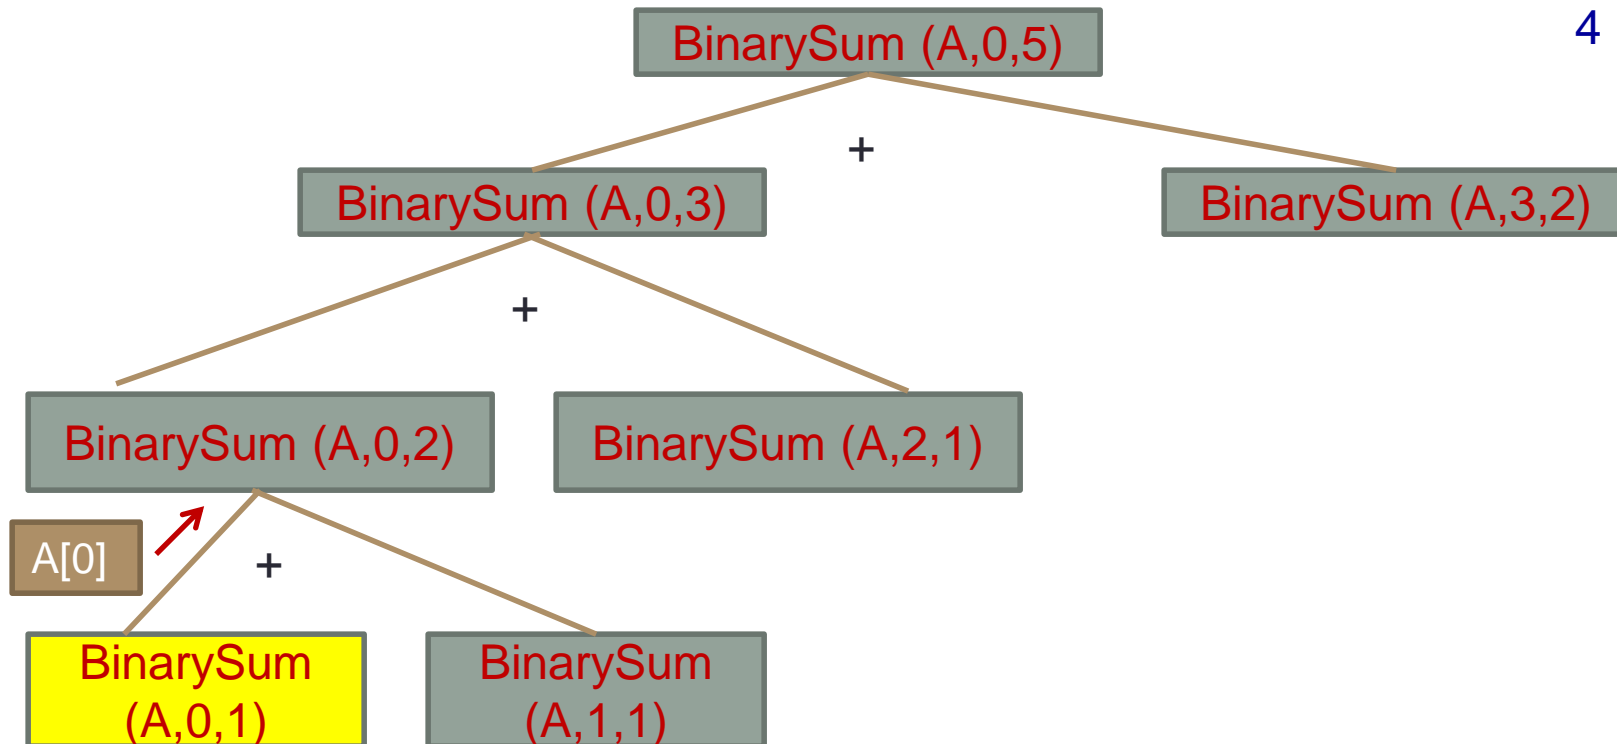 4
BinarySum (A,0,5)
+
BinarySum (A,0,3)
BinarySum (A,3,2)
+
BinarySum (A,0,2)
BinarySum (A,2,1)
A[0]
+
BinarySum
(A,0,1)
BinarySum
(A,1,1)